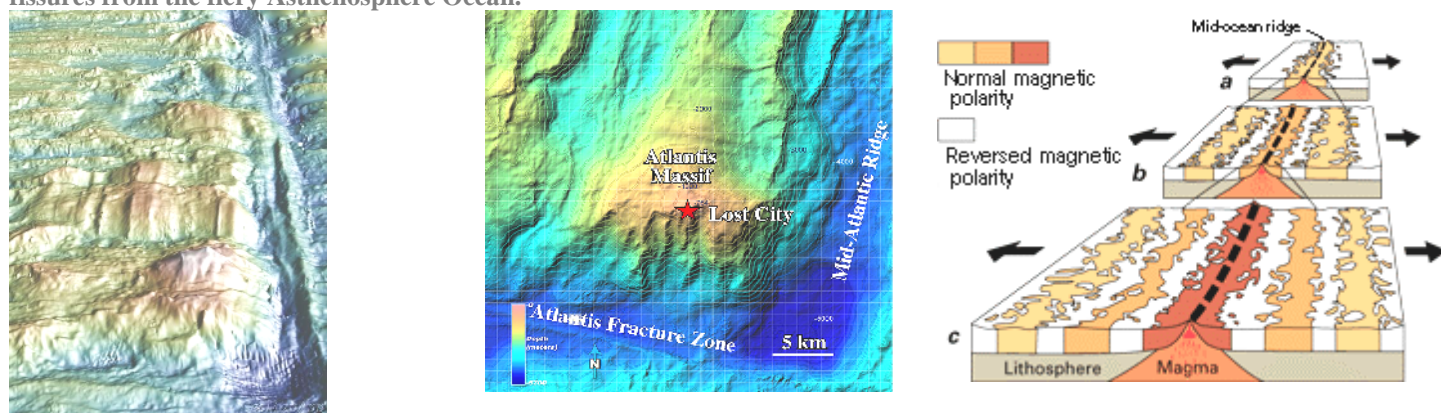 fissures from the fiery Asthenosphere Ocean.
Atlantis
Massif
Lost City
Mid-Atlantic Ridge
Atlantis Fracture Zone
5 km
N
Mid-ocean ridge
Normal magnetic
polarity
Reversed magnetic
polarity
a
b
c
Lithosphere
Magma